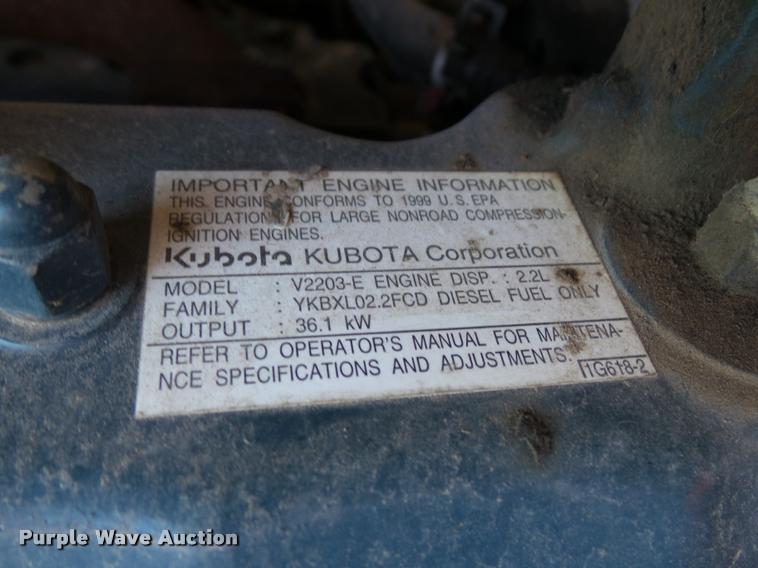 IMPORTANT ENGINE INFORMATION
THIS ENGINE CONFORMS TO 1999 U.S. EPA
REGULATIONS FOR LARGE NONROAD COMPRESSION-
IGNITION ENGINES.
Kubota KUBOTA Corporation
MODEL : V2203-E ENGINE DISP. : 2.2L
FAMILY : YKBXL02.2FCD DIESEL FUEL ONLY
OUTPUT : 36.1 kW
REFER TO OPERATOR'S MANUAL FOR MAINTENA-
NCE SPECIFICATIONS AND ADJUSTMENTS.
1G618-2
Purple Wave Auction